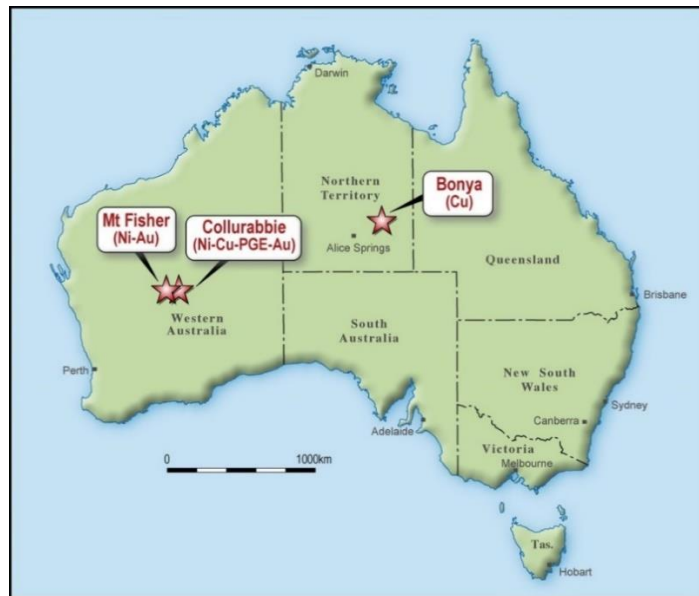 Darwin
Northern
Territory
Bonya
(Cu)
Mt Fisher
(Ni-Au)
Collurabbie
(Ni-Cu-PGE-Au)
Alice Springs
Queensland
Western
Australia
South
Australia
Brisbane
Perth
New South
Wales
Sydney
Canberra
Adelaide
Victoria
Melbourne
0
1000km
Tas.
Hobart